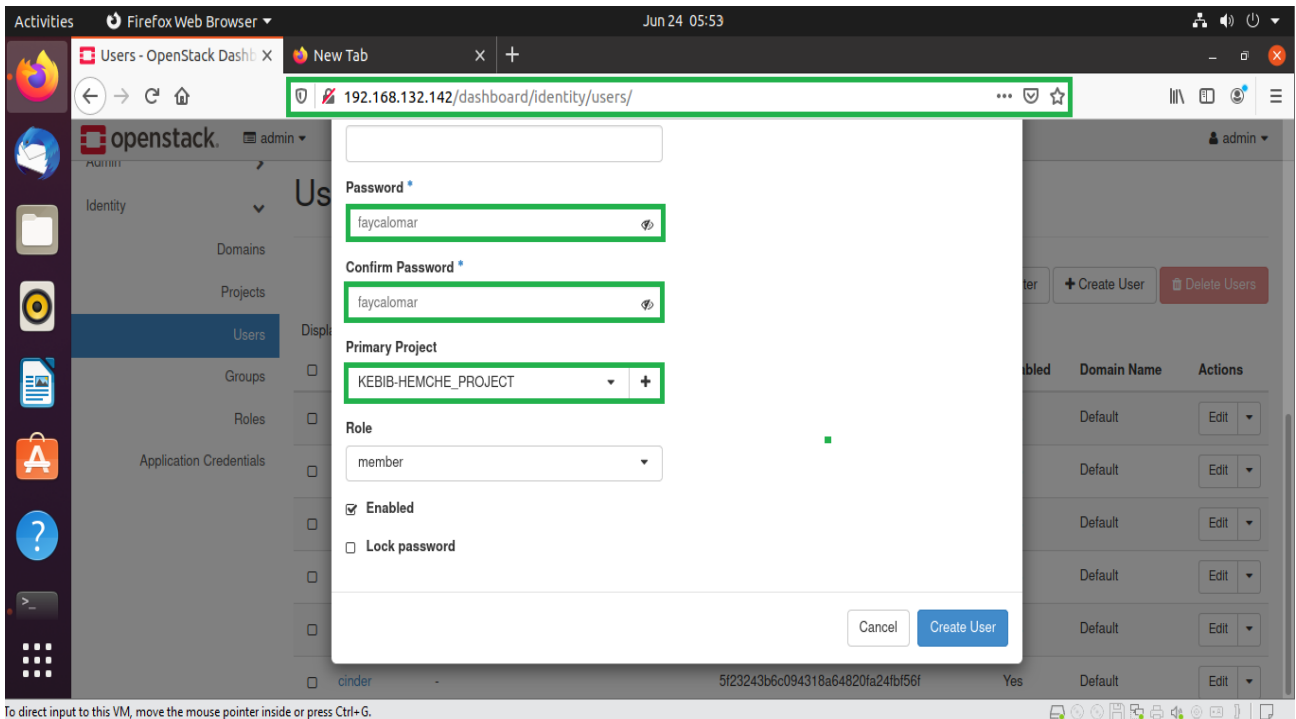 Activities Firefox Web Browser Jun 24 05:53
Users - OpenStack Dashb New Tab
192.168.132.142/dashboard/identity/users/
openstack. admin admin
Admin
Identity
Domains
Projects
Users
Groups
Roles
Application Credentials
Us
Password *
faycalomar
Confirm Password *
faycalomar
Primary Project
KEBIB-HEMCHE_PROJECT
Role
member
Enabled
Lock password
Cancel Create User
ter + Create User Delete Users
Displa
abled Domain Name Actions
Default Edit
Default Edit
Default Edit
Default Edit
Default Edit
cinder - 5f23243b6c094318a64820fa24fbf56f Yes Default Edit
To direct input to this VM, move the mouse pointer inside or press Ctrl+G.